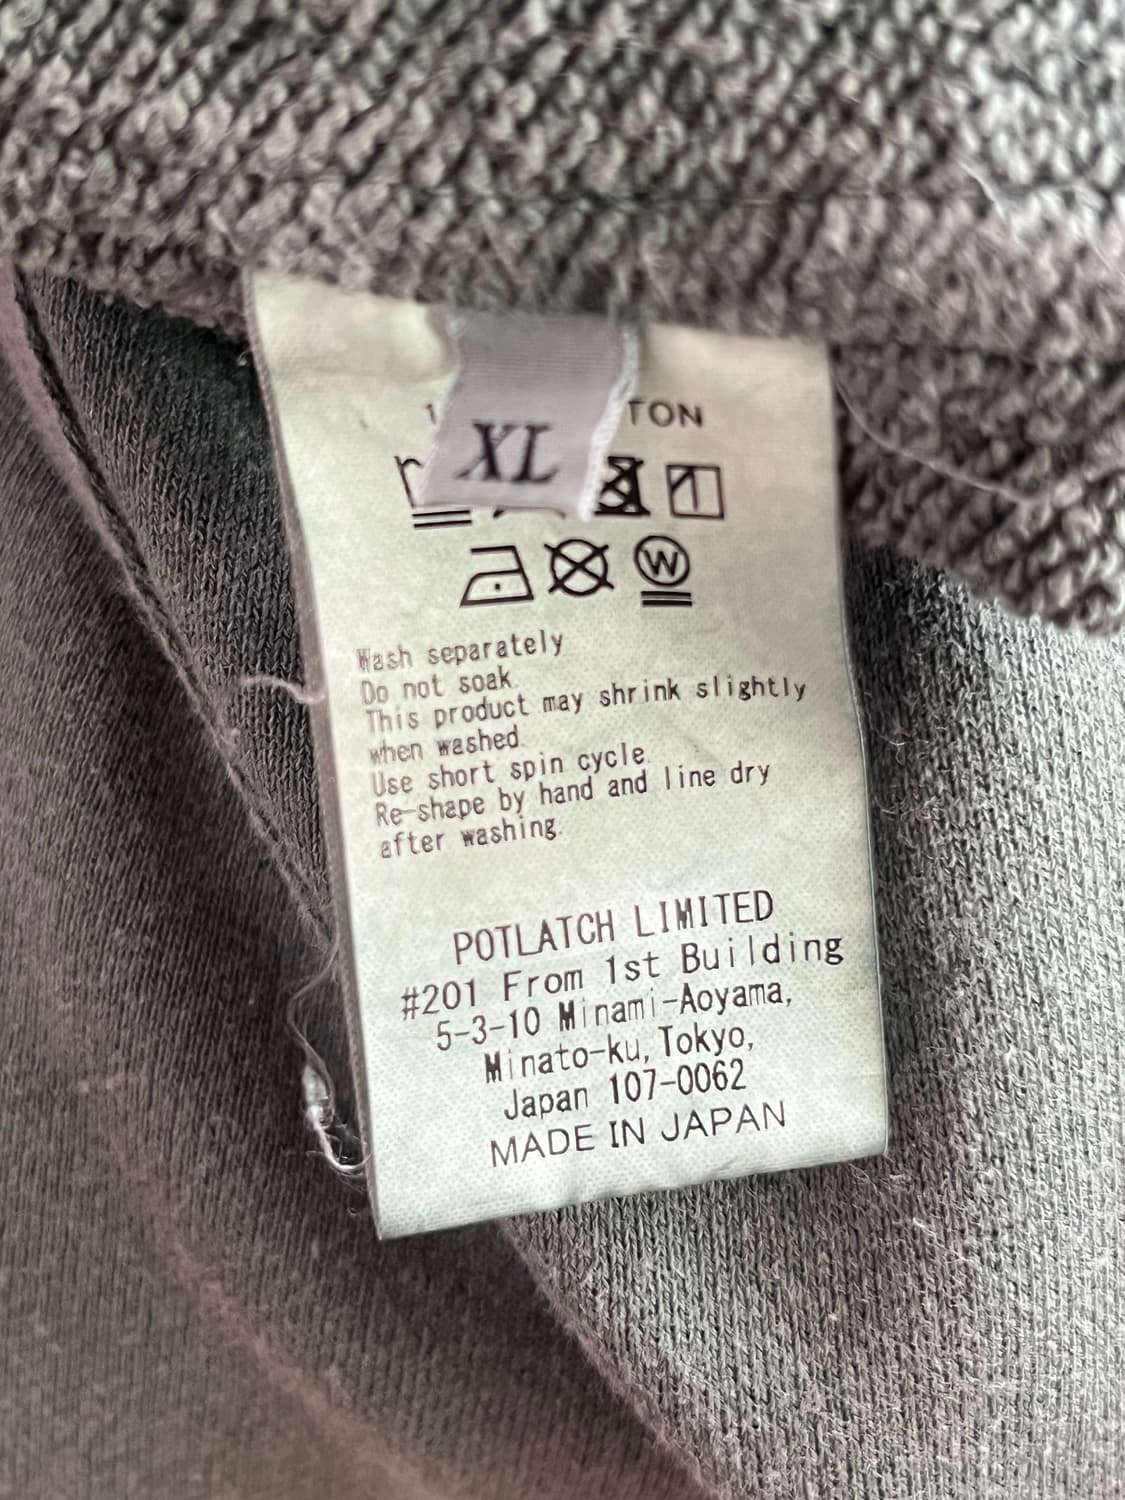 TON
XL
W
Wash separately
Do not soak.
This product may shrink slightly
when washed.
Use short spin cycle.
Re-shape by hand and line dry
after washing.
POTLATCH LIMITED
#201 From 1st Building
5-3-10 Minami-Aoyama,
Minato-ku, Tokyo,
Japan 107-0062
MADE IN JAPAN